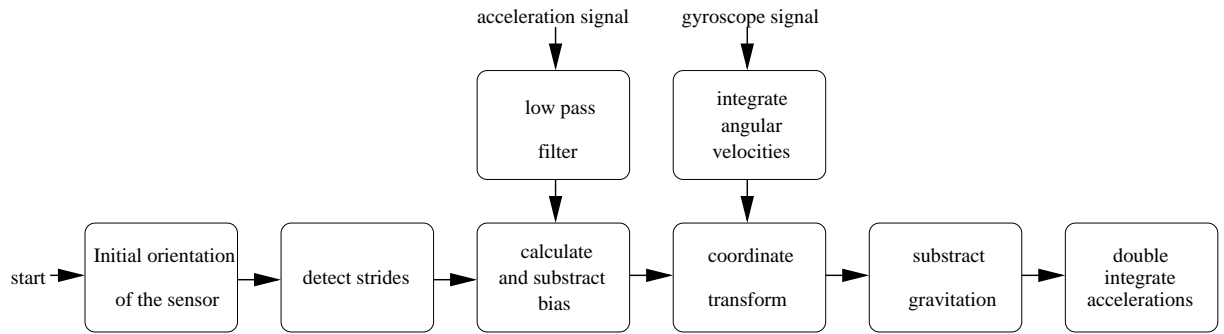 acceleration signal
gyroscope signal
low pass
filter
integrate
angular
velocities
start
Initial orientation
of the sensor
detect strides
calculate
and substract
bias
coordinate
transform
substract
gravitation
double
integrate
accelerations